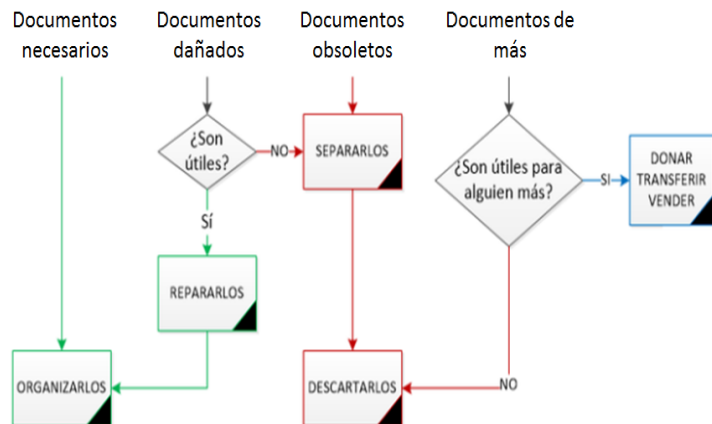 Documentos
necesarios
Documentos
dañados
Documentos
obsoletos
Documentos de
más
¿Son
útiles?
NO
SEPARARLOS
¿Son útiles para
alguien más?
SI
DONAR
TRANSFERIR
VENDER
SÍ
REPARARLOS
ORGANIZARLOS
DESCARTARLOS
NO